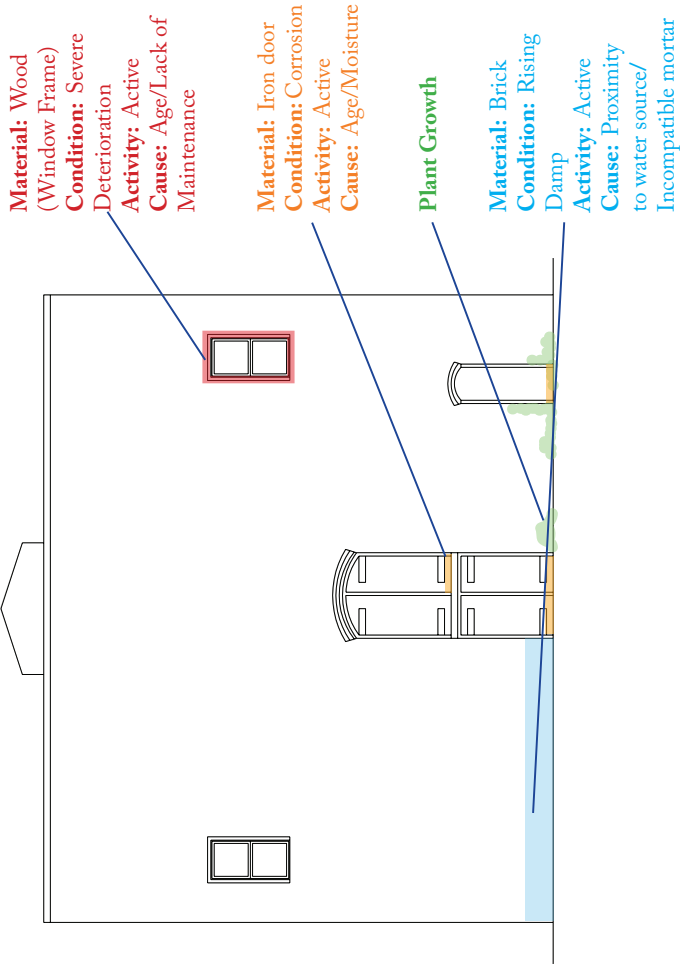 Material: Wood
(Window Frame)
Condition: Severe
Deterioration
Activity: Active
Cause: Age/Lack of
Maintenance
Material: Iron door
Condition: Corrosion
Activity: Active
Cause: Age/Moisture
Plant Growth
Material: Brick
Condition: Rising
Damp
Activity: Active
Cause: Proximity
to water source/
Incompatible mortar